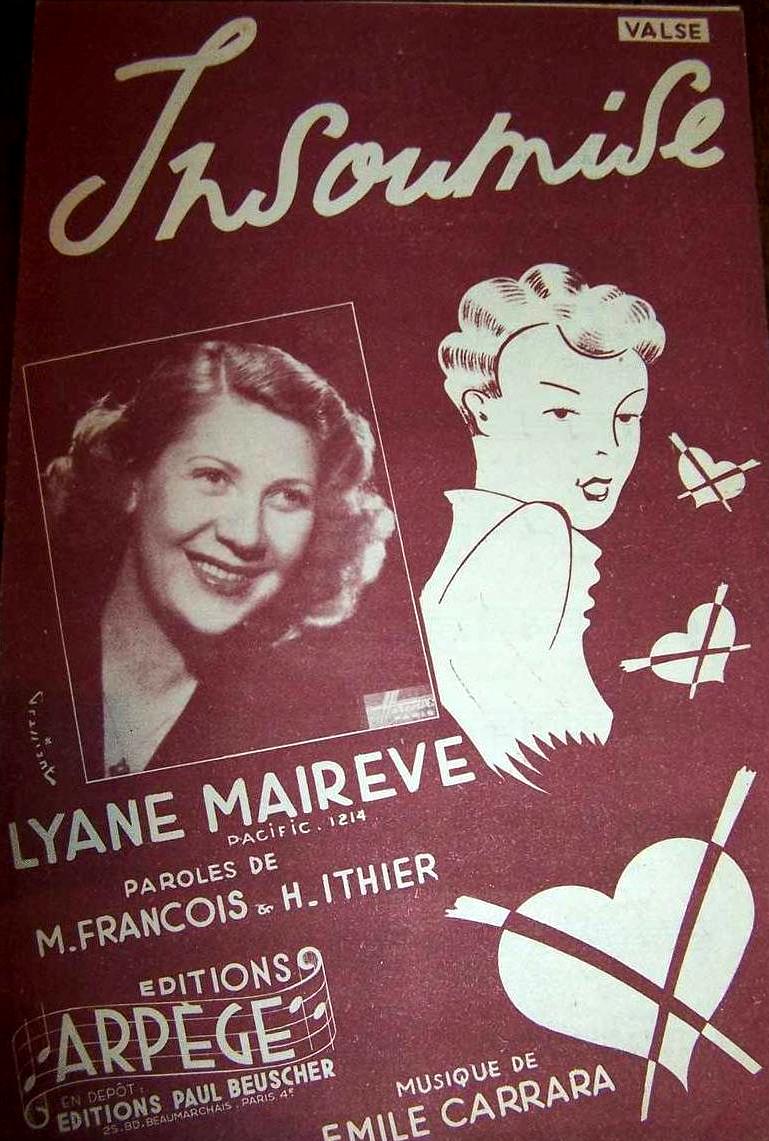 VALSE
Insoumise
PARIS
LYANE MAIREVE
PACIFIC. 1214
PAROLES DE
M. FRANCOIS & H. ITHIER
EDITIONS
ARPÈGE
EN DEPÔT:
EDITIONS PAUL BEUSCHER
25. BD. BEAUMARCHAIS. PARIS 4e
MUSIQUE DE
EMILE CARRARA